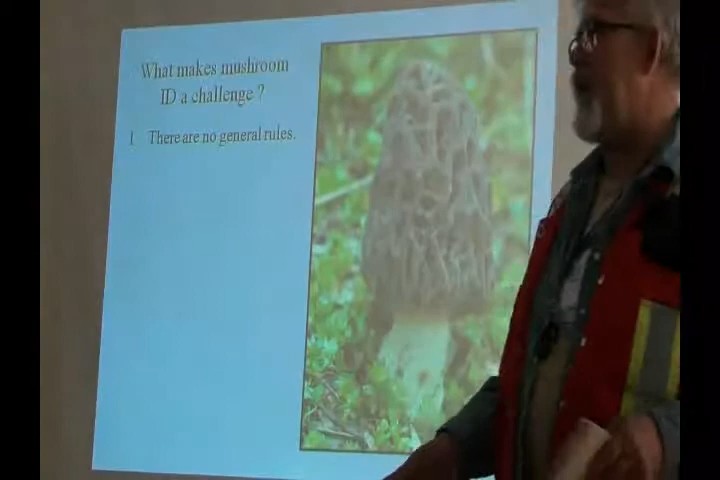 What makes mushroom
ID a challenge ?
1 There are no general rules.